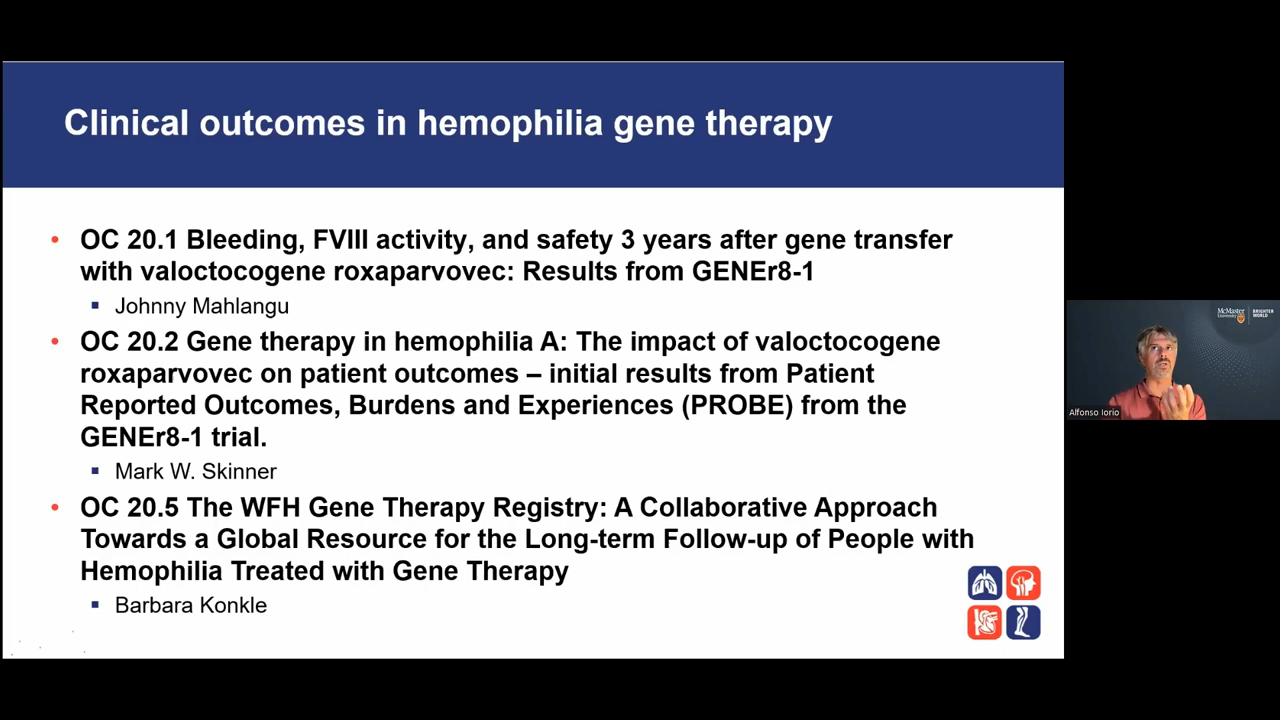 Clinical outcomes in hemophilia gene therapy
• OC 20.1 Bleeding, FVIII activity, and safety 3 years after gene transfer
with valoctocogene roxaparvovec: Results from GENEr8-1
▪ Johnny Mahlangu
• OC 20.2 Gene therapy in hemophilia A: The impact of valoctocogene
roxaparvovec on patient outcomes – initial results from Patient
Reported Outcomes, Burdens and Experiences (PROBE) from the
GENEr8-1 trial.
▪ Mark W. Skinner
• OC 20.5 The WFH Gene Therapy Registry: A Collaborative Approach
Towards a Global Resource for the Long-term Follow-up of People with
Hemophilia Treated with Gene Therapy
▪ Barbara Konkle
McMaster
University
BRIGHTER
WORLD
Alfonso Iorio